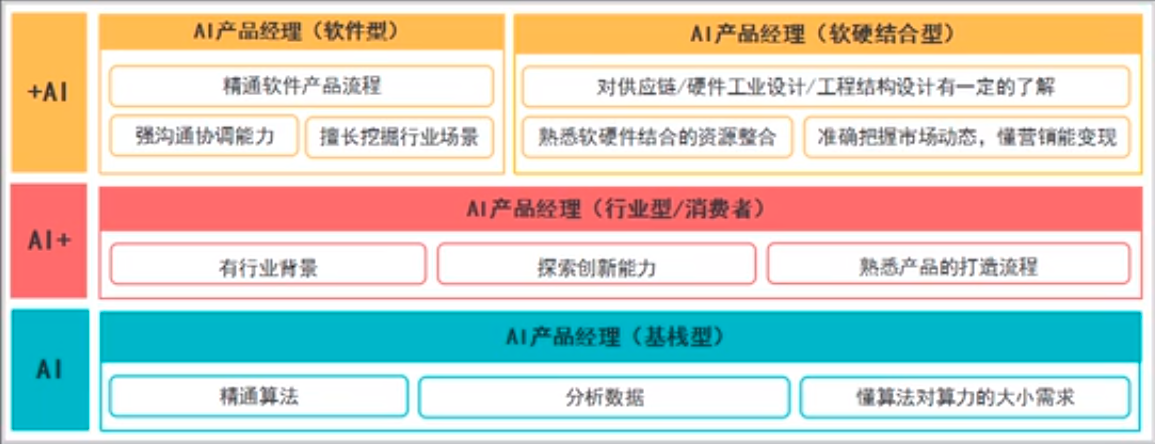 +AI
AI产品经理（软件型）
精通软件产品流程
强沟通协调能力
擅长挖掘行业场景
AI产品经理（软硬结合型）
对供应链/硬件工业设计/工程结构设计有一定的了解
熟悉软硬件结合的资源整合
准确把握市场动态，懂营销能变现
AI+
AI产品经理（行业型/消费者）
有行业背景
探索创新能力
熟悉产品的打造流程
AI
AI产品经理（基栈型）
精通算法
分析数据
懂算法对算力的大小需求